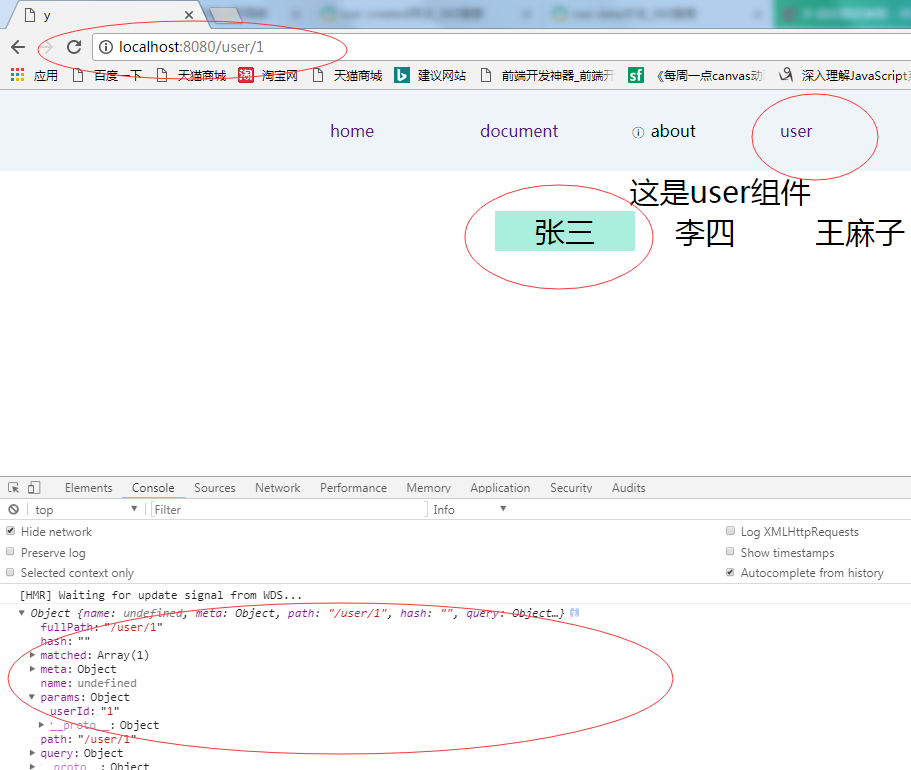 y
localhost:8080/user/1
应用 百度一下 天猫商城 淘 淘宝网 天猫商城 建议网站 前端开发神器_前端开 sf 《每周一点canvas动 深入理解JavaScript
home document about user
这是user组件
张三 李四 王麻子
Elements Console Sources Network Performance Memory Application Security Audits
top Filter Info
Hide network Log XMLHttpRequests
Preserve log Show timestamps
Selected context only Autocomplete from history
[HMR] Waiting for update signal from WDS...
Object {name: undefined, meta: Object, path: "/user/1", hash: "", query: Object…}
fullPath: "/user/1"
hash: ""
matched: Array(1)
meta: Object
name: undefined
params: Object
userId: "1"
__proto__: Object
path: "/user/1"
query: Object
__proto__: Object